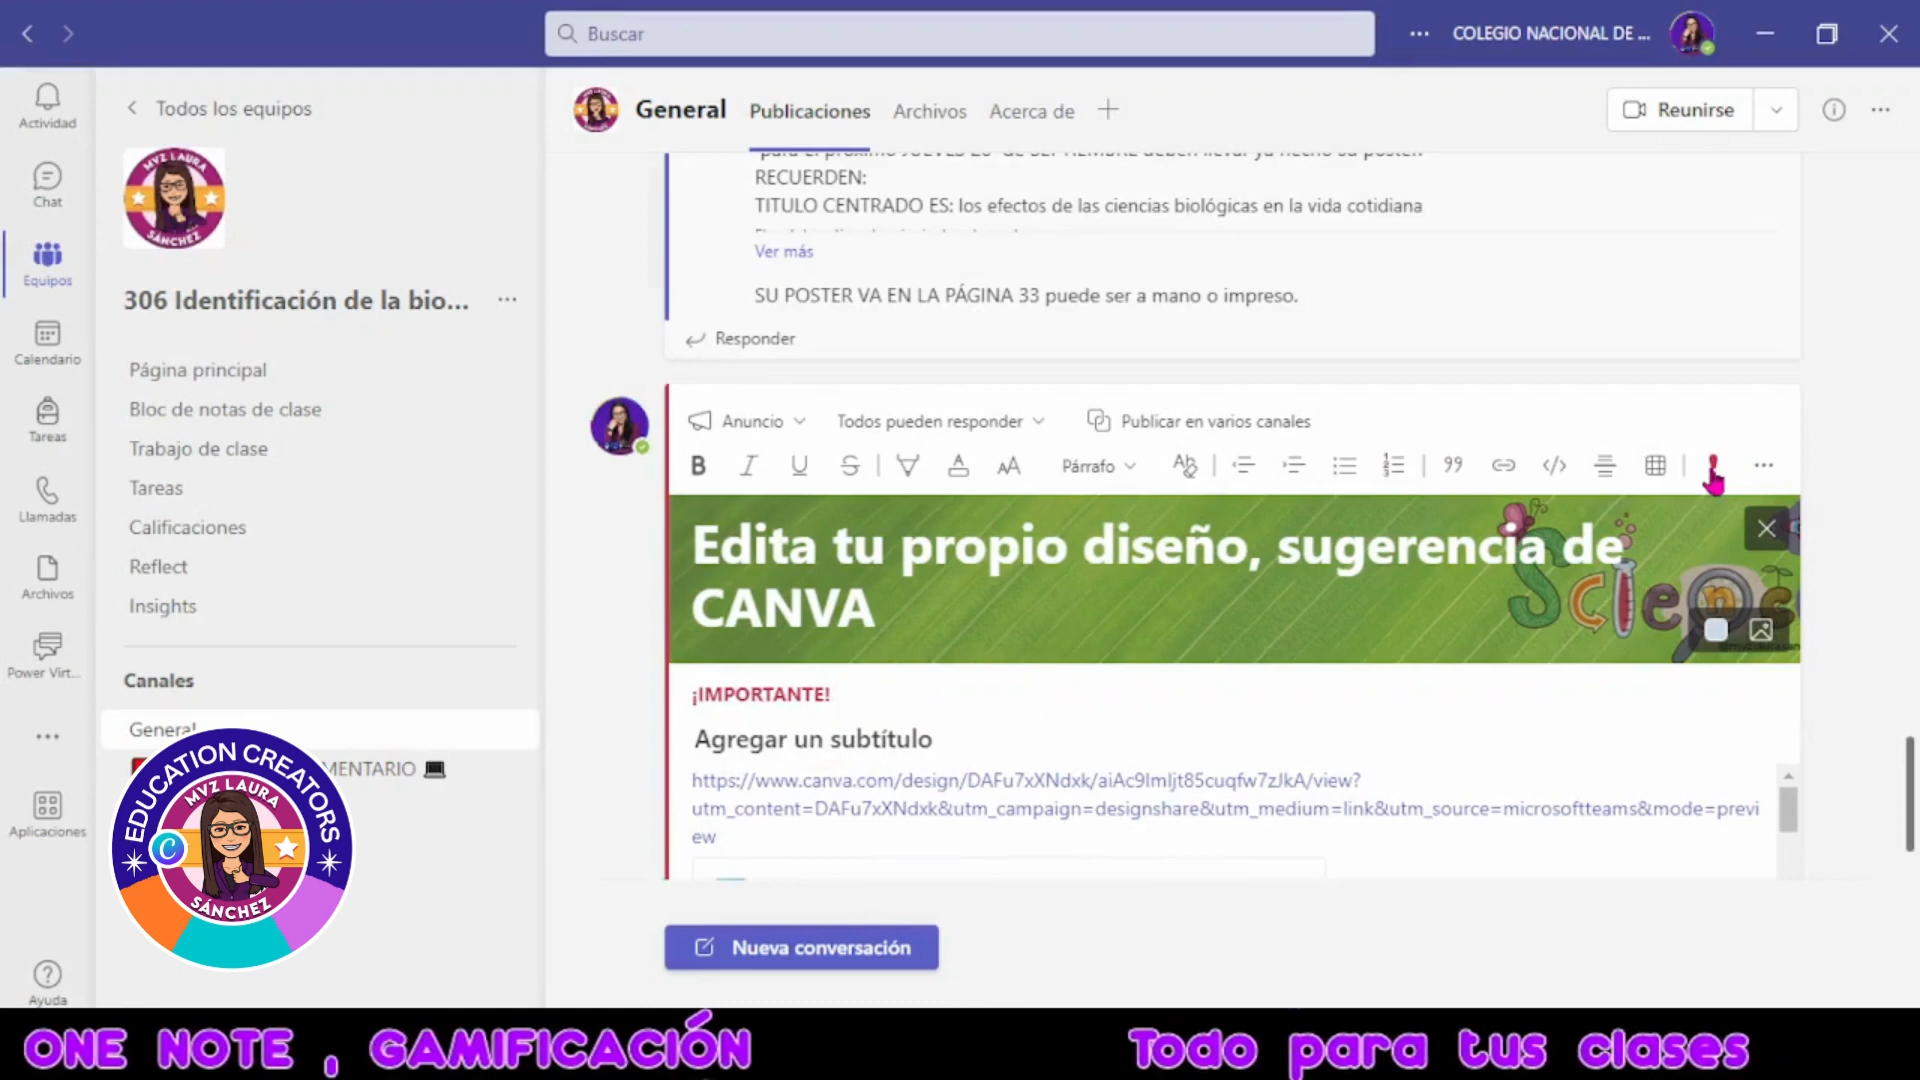 Buscar
COLEGIO NACIONAL DE ...
Actividad
Chat
Equipos
Calendario
Tareas
Llamadas
Archivos
Power Virt...
Aplicaciones
Ayuda
Todos los equipos
MVZ LAURA
SÁNCHEZ
306 Identificación de la bio...
Página principal
Bloc de notas de clase
Trabajo de clase
Tareas
Calificaciones
Reflect
Insights
Canales
General
MENTARIO
EDUCATION CREATORS
MVZ LAURA
SÁNCHEZ
General Publicaciones Archivos Acerca de
Reunirse
RECUERDEN:
TITULO CENTRADO ES: los efectos de las ciencias biológicas en la vida cotidiana
Ver más
SU POSTER VA EN LA PÁGINA 33 puede ser a mano o impreso.
Responder
Anuncio Todos pueden responder Publicar en varios canales
Párrafo
Edita tu propio diseño, sugerencia de
CANVA
Science
¡IMPORTANTE!
Agregar un subtítulo
https://www.canva.com/design/DAFu7xXNdxk/aiAc9lmIjt85cuqfw7zJkA/view?
utm_content=DAFu7xXNdxk&utm_campaign=designshare&utm_medium=link&utm_source=microsoftteams&mode=previ
ew
Nueva conversación
ONE NOTE , GAMIFICACIÓN
Todo para tus clases